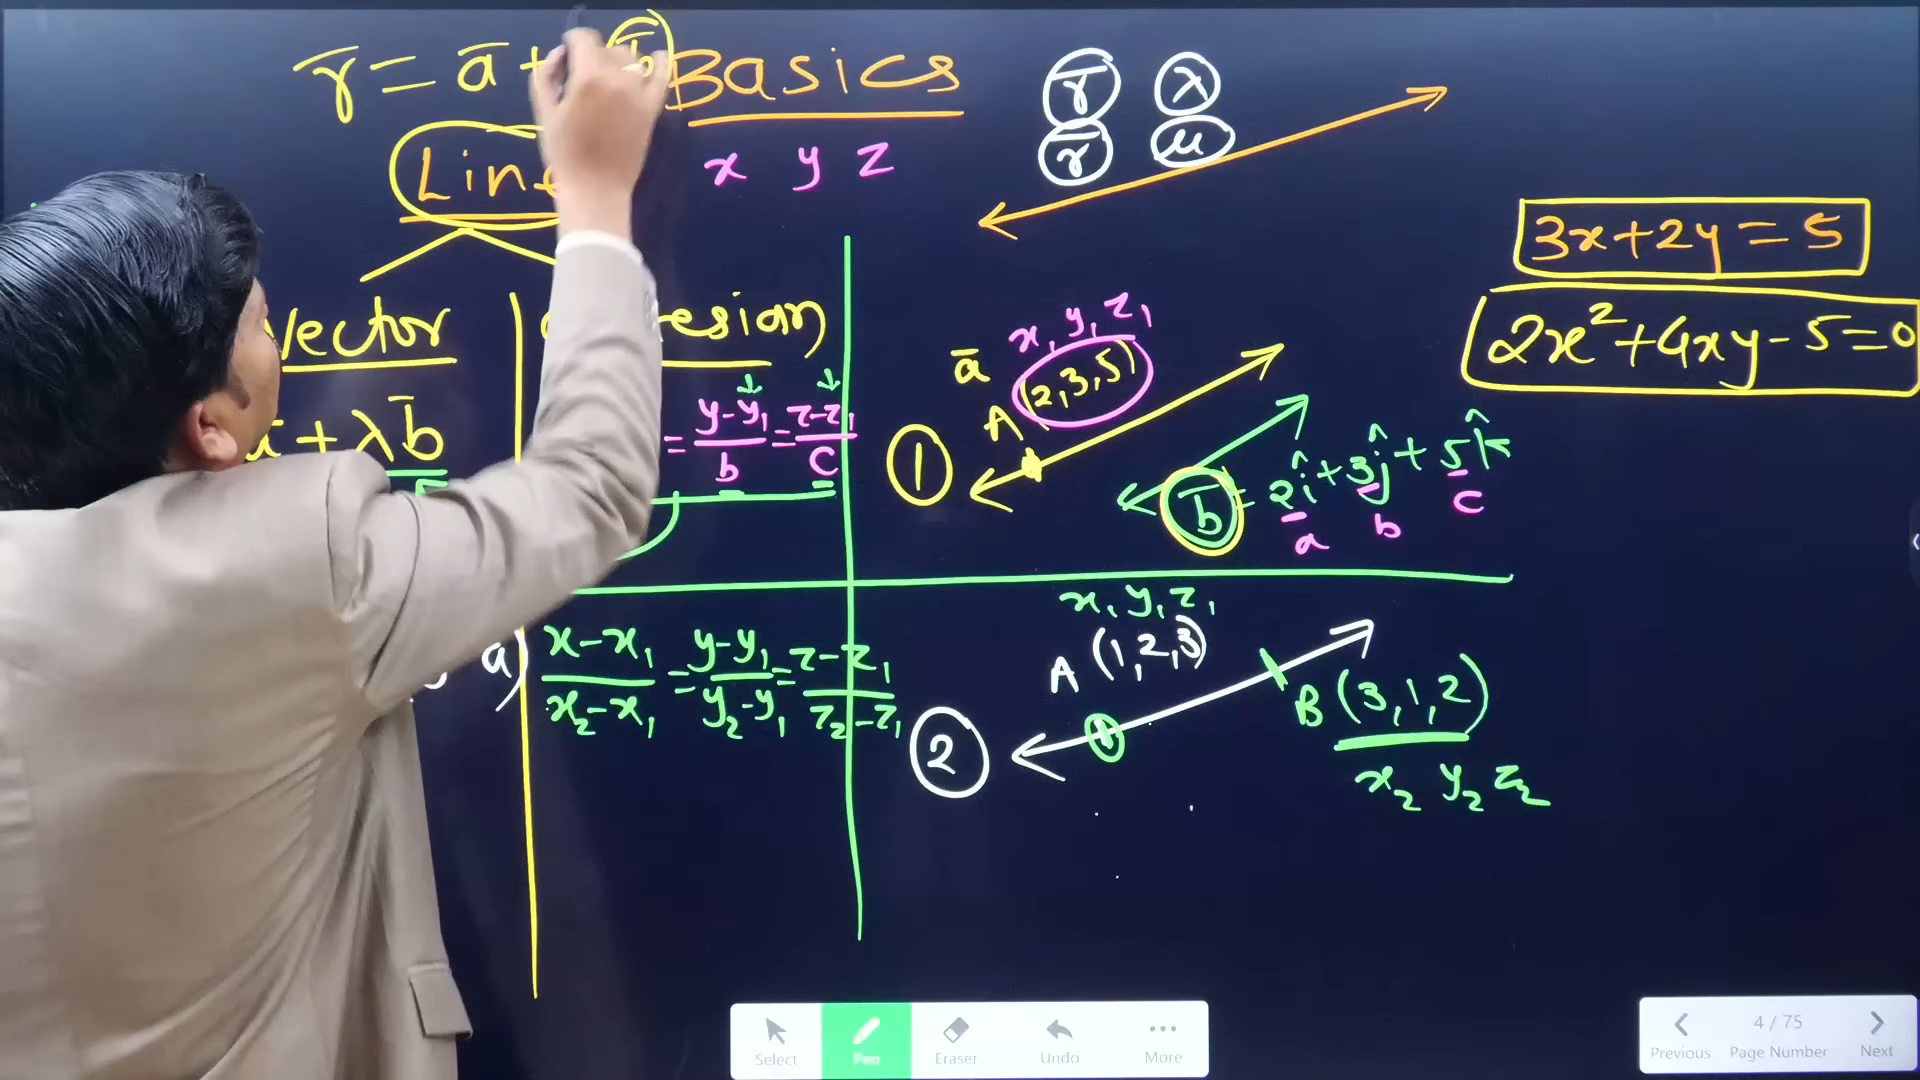 r̄ = ā + b̄ Basics
r̄ λ
r̄ μ
Line x y z
3x+2y=5
2x²+4xy-5=0
Vector
ā + λb̄
= y-y₁/b = z-z₁/c
①
ā
x₁ y₁ z₁
A (2,3,5)
b̄ = 2î + 3ĵ + 5k̂
a b c
x-x₁/x₂-x₁ = y-y₁/y₂-y₁ = z-z₁/z₂-z₁
②
x₁ y₁ z₁
A (1,2,3)
B (3,1,2)
x₂ y₂ z₂
Select Pen Eraser Undo More
4 / 75
Previous Page Number Next